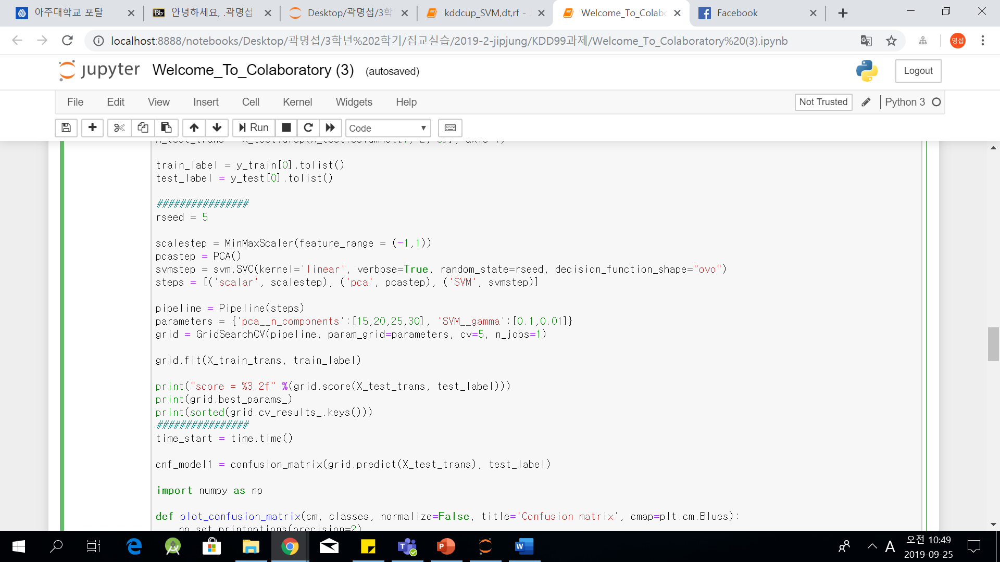 아주대학교 포탈
Bb 안녕하세요, .곽명섭
Desktop/곽명섭/3학
kddcup_SVM,dt,rf -
Welcome_To_Colabo
Facebook
localhost:8888/notebooks/Desktop/곽명섭/3학년%202학기/집교실습/2019-2-jipjung/KDD99과제/Welcome_To_Colaboratory%20(3).ipynb
명섭
jupyter Welcome_To_Colaboratory (3) (autosaved)
Logout
File Edit View Insert Cell Kernel Widgets Help
Not Trusted
Python 3
Run
Code
train_label = y_train[0].tolist()
test_label = y_test[0].tolist()
################
rseed = 5
scalestep = MinMaxScaler(feature_range = (-1,1))
pcastep = PCA()
svmstep = svm.SVC(kernel='linear', verbose=True, random_state=rseed, decision_function_shape="ovo")
steps = [('scalar', scalestep), ('pca', pcastep), ('SVM', svmstep)]
pipeline = Pipeline(steps)
parameters = {'pca__n_components':[15,20,25,30], 'SVM__gamma':[0.1,0.01]}
grid = GridSearchCV(pipeline, param_grid=parameters, cv=5, n_jobs=1)
grid.fit(X_train_trans, train_label)
print("score = %3.2f" %(grid.score(X_test_trans, test_label)))
print(grid.best_params_)
print(sorted(grid.cv_results_.keys()))
################
time_start = time.time()
cnf_model1 = confusion_matrix(grid.predict(X_test_trans), test_label)
import numpy as np
def plot_confusion_matrix(cm, classes, normalize=False, title='Confusion matrix', cmap=plt.cm.Blues):
np.set_printoptions(precision=2)
A
오전 10:49
2019-09-25